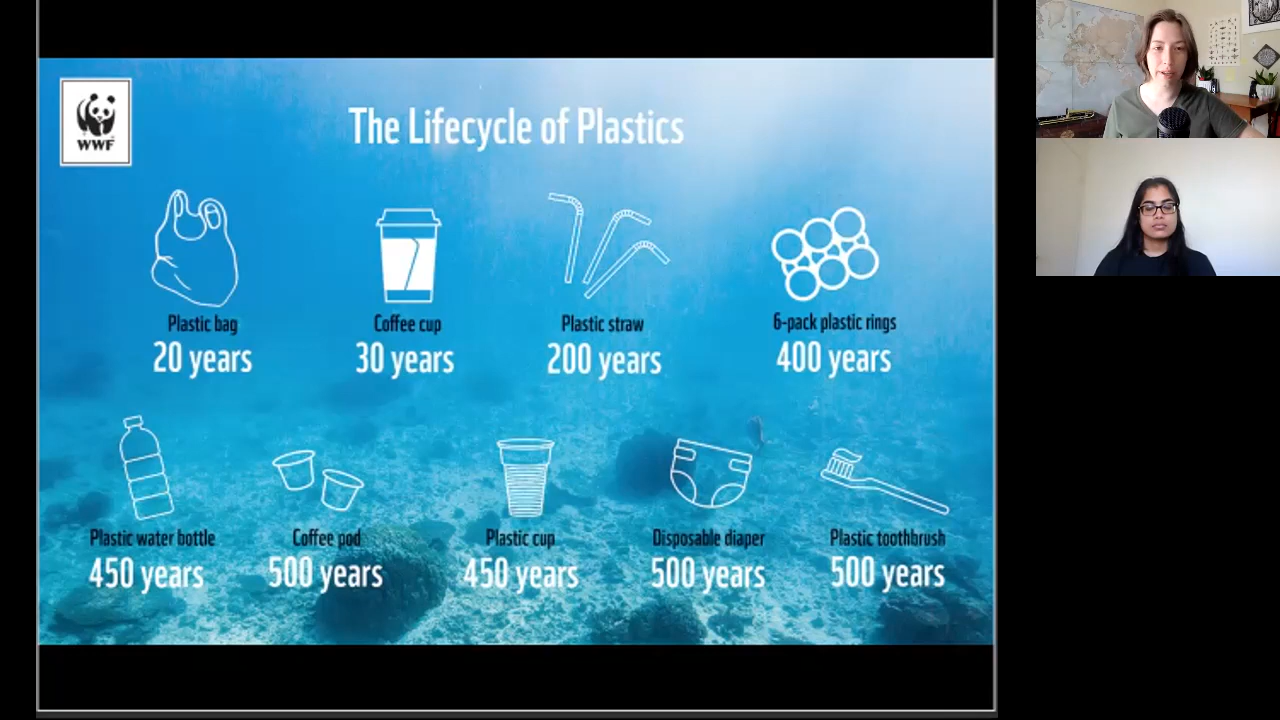 WWF
The Lifecycle of Plastics
Plastic bag
20 years
Coffee cup
30 years
Plastic straw
200 years
6-pack plastic rings
400 years
Plastic water bottle
450 years
Coffee pod
500 years
Plastic cup
450 years
Disposable diaper
500 years
Plastic toothbrush
500 years